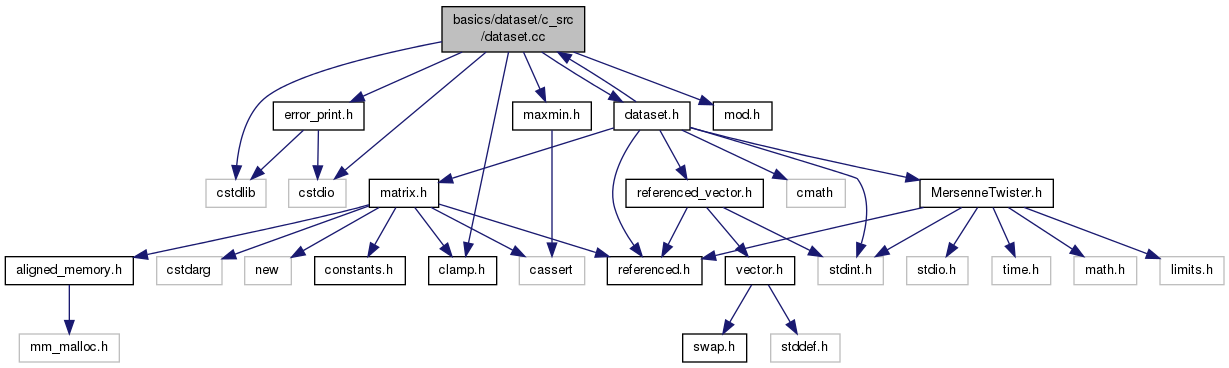 basics/dataset/c_src
/dataset.cc
error_print.h
maxmin.h
dataset.h
mod.h
cstdlib
cstdio
matrix.h
referenced_vector.h
cmath
MersenneTwister.h
aligned_memory.h
cstdarg
new
constants.h
clamp.h
cassert
referenced.h
vector.h
stdint.h
stdio.h
time.h
math.h
limits.h
mm_malloc.h
swap.h
stddef.h